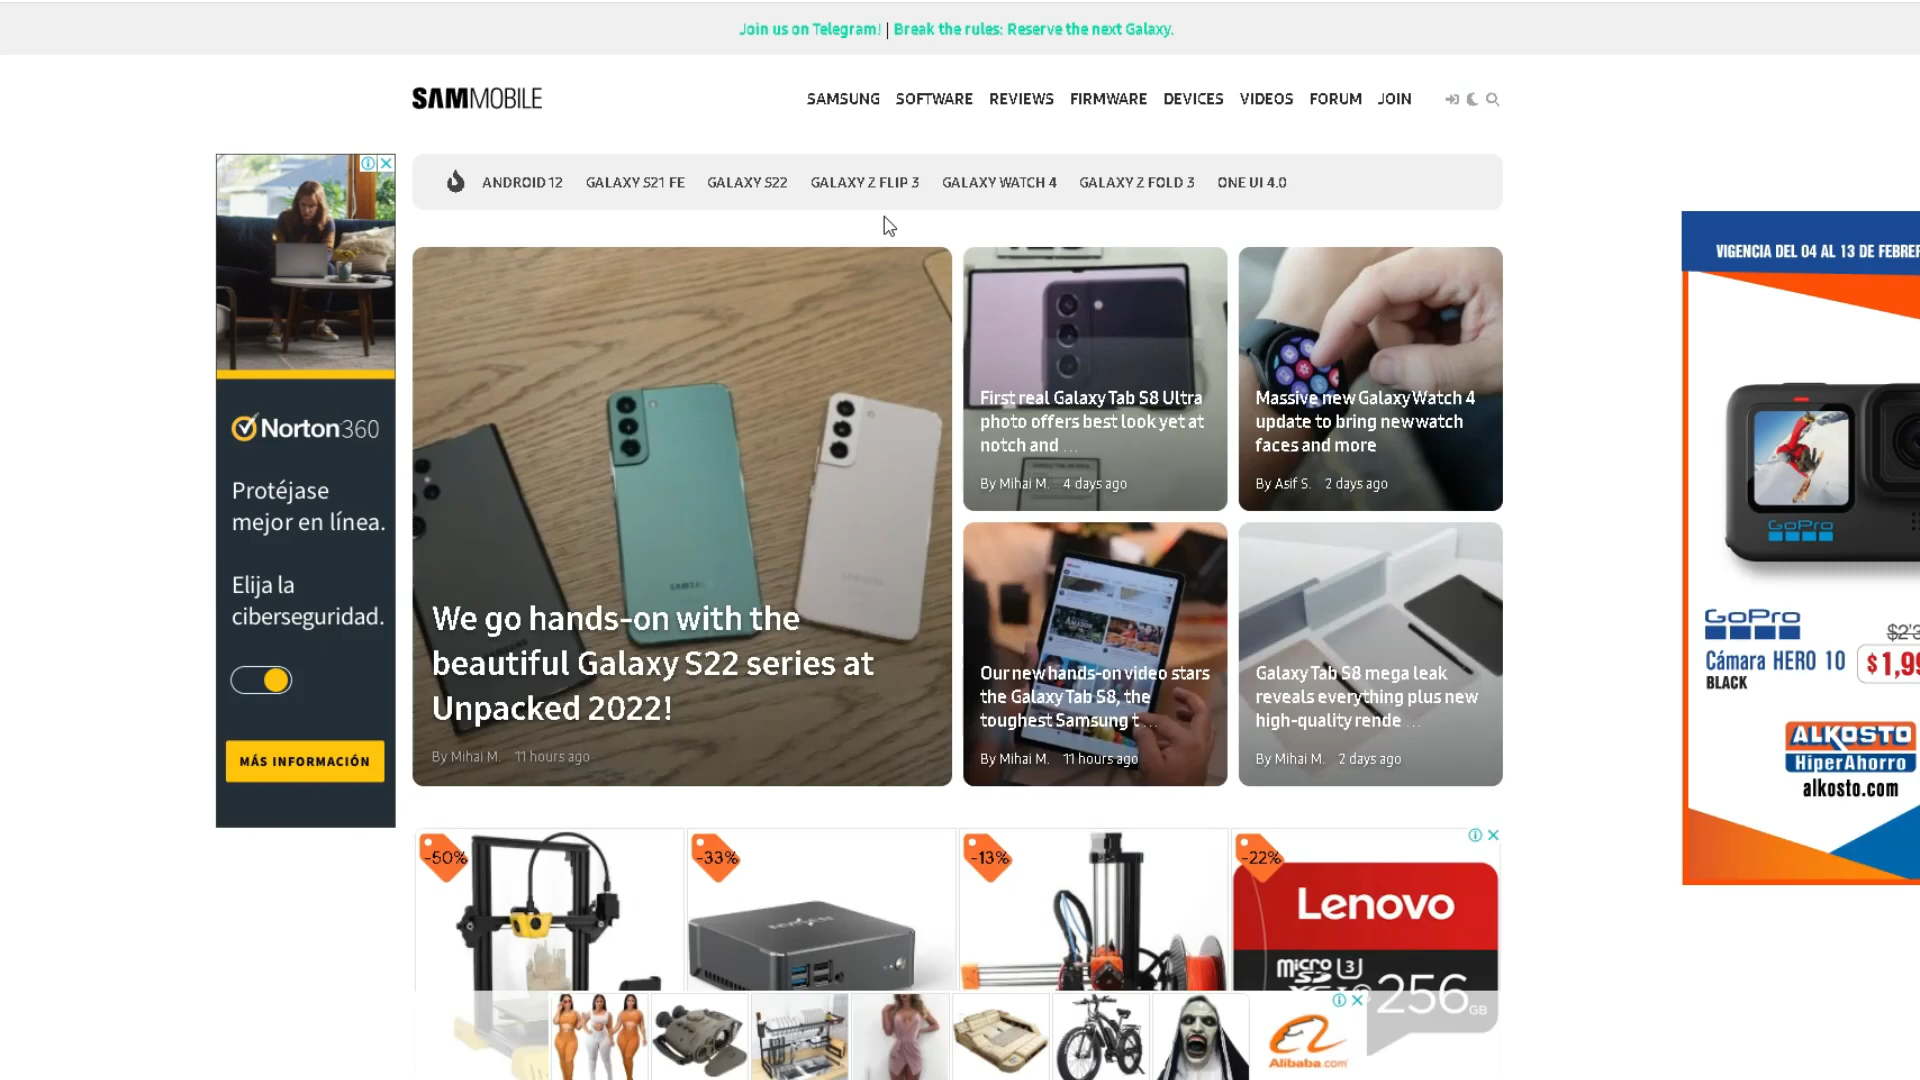 Join us on Telegram! | Break the rules: Reserve the next Galaxy.
SAMMOBILE
SAMSUNG SOFTWARE REVIEWS FIRMWARE DEVICES VIDEOS FORUM JOIN
ANDROID 12 GALAXY S21 FE GALAXY S22 GALAXY Z FLIP 3 GALAXY WATCH 4 GALAXY Z FOLD 3 ONE UI 4.0
Norton360
Protéjase
mejor en línea.
Elija la
ciberseguridad.
MÁS INFORMACIÓN
SAMSUNG
We go hands-on with the
beautiful Galaxy S22 series at
Unpacked 2022!
By Mihai M. 11 hours ago
First real Galaxy Tab S8 Ultra
photo offers best look yet at
notch and ...
By Mihai M. 4 days ago
Massive new Galaxy Watch 4
update to bring new watch
faces and more
By Asif S. 2 days ago
Our new hands-on video stars
the Galaxy Tab S8, the
toughest Samsung t ...
By Mihai M. 11 hours ago
Galaxy Tab S8 mega leak
reveals everything plus new
high-quality rende ...
By Mihai M. 2 days ago
VIGENCIA DEL 04 AL 13 DE FEBRER
GoPro
GoPro
Cámara HERO 10
BLACK
$1,99
ALKOSTO
HiperAhorro
alkosto.com
-50%
-33%
-13%
-22%
Lenovo
micro
256GB
Alibaba.com